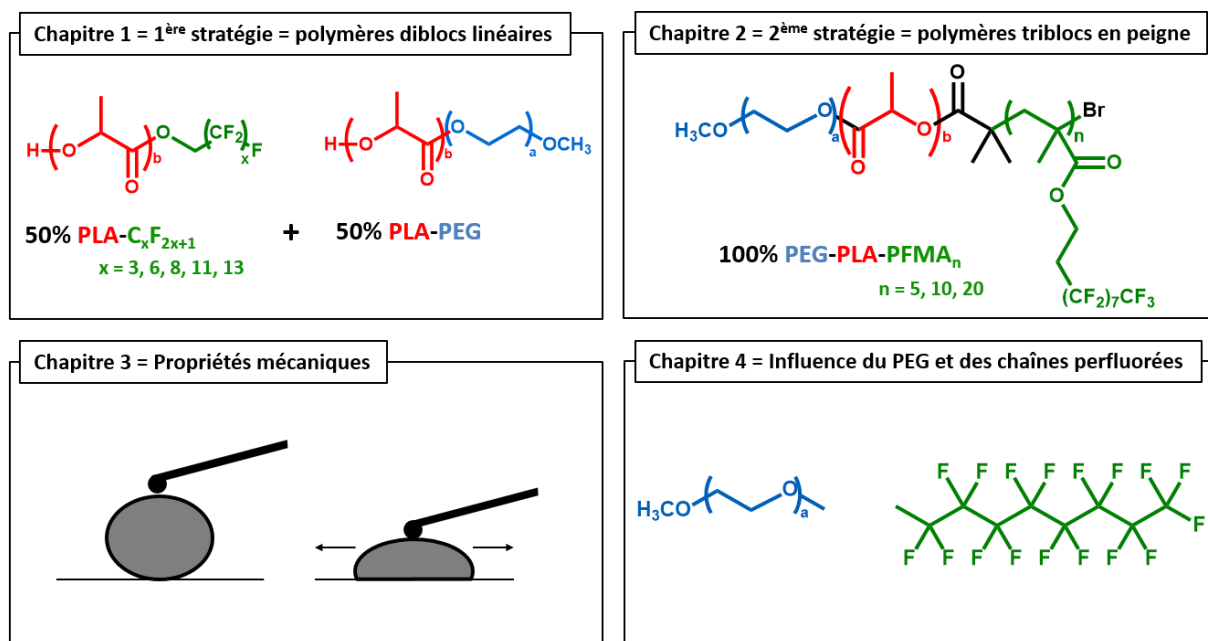 Chapitre 1 = 1ère stratégie = polymères diblocs linéaires
H O O b O (CF2) x F
H O O b O a OCH3
50% PLA-CxF2x+1 + 50% PLA-PEG
x = 3, 6, 8, 11, 13
Chapitre 2 = 2ème stratégie = polymères triblocs en peigne
H3CO O a O O b O n Br
O
O
100% PEG-PLA-PFMAn
n = 5, 10, 20
(CF2)7CF3
Chapitre 3 = Propriétés mécaniques
Chapitre 4 = Influence du PEG et des chaînes perfluorées
H3CO O a
F F F F F F F F
F
F F F F F F F F